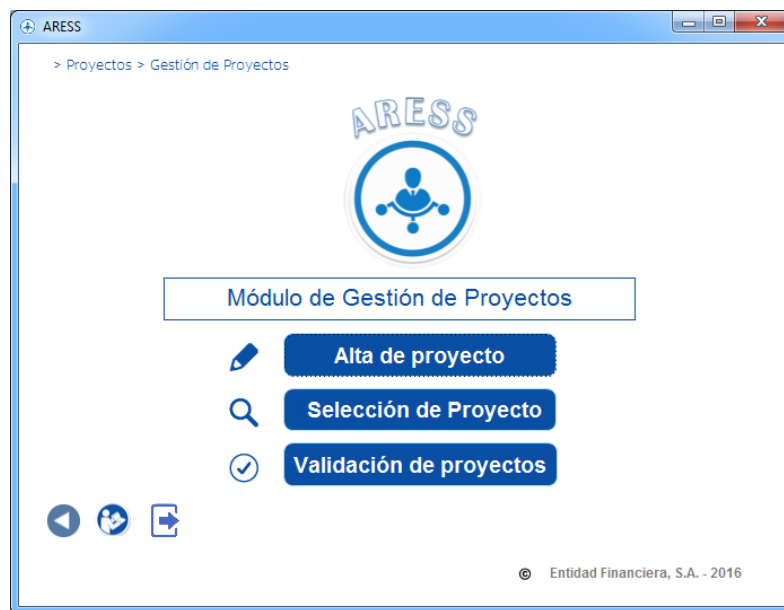 ARESS
> Proyectos > Gestión de Proyectos
ARESS
Módulo de Gestión de Proyectos
Alta de proyecto
Selección de Proyecto
Validación de proyectos
© Entidad Financiera, S.A. - 2016